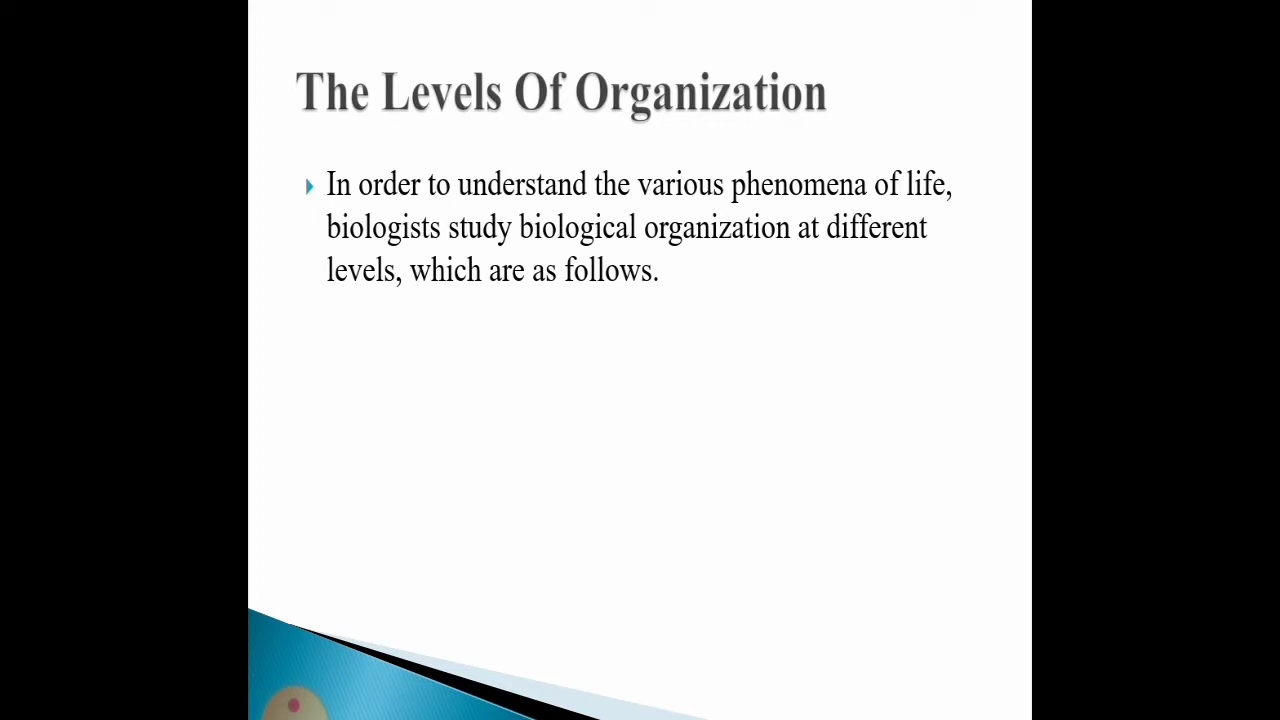 The Levels Of Organization
In order to understand the various phenomena of life,
biologists study biological organization at different
levels, which are as follows.